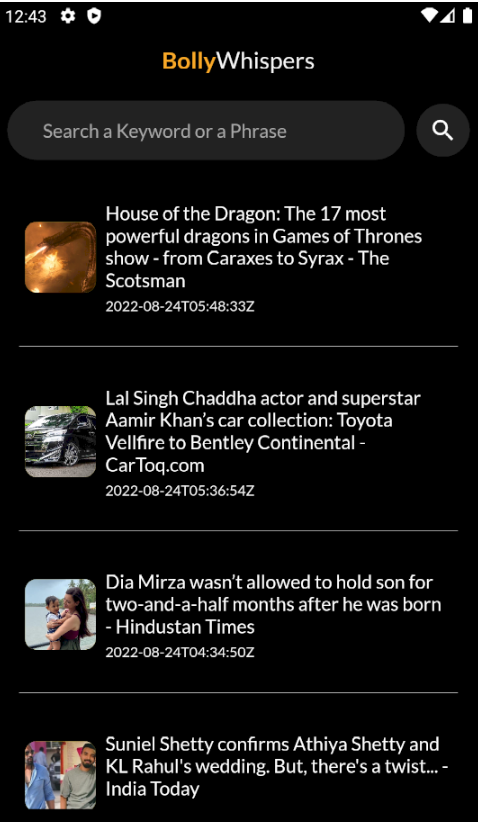 12:43
BollyWhispers
Search a Keyword or a Phrase
House of the Dragon: The 17 most
powerful dragons in Games of Thrones
show - from Caraxes to Syrax - The
Scotsman
2022-08-24T05:48:33Z
Lal Singh Chaddha actor and superstar
Aamir Khan’s car collection: Toyota
Vellfire to Bentley Continental -
CarToq.com
2022-08-24T05:36:54Z
Dia Mirza wasn’t allowed to hold son for
two-and-a-half months after he was born
- Hindustan Times
2022-08-24T04:34:50Z
Suniel Shetty confirms Athiya Shetty and
KL Rahul's wedding. But, there's a twist... -
India Today